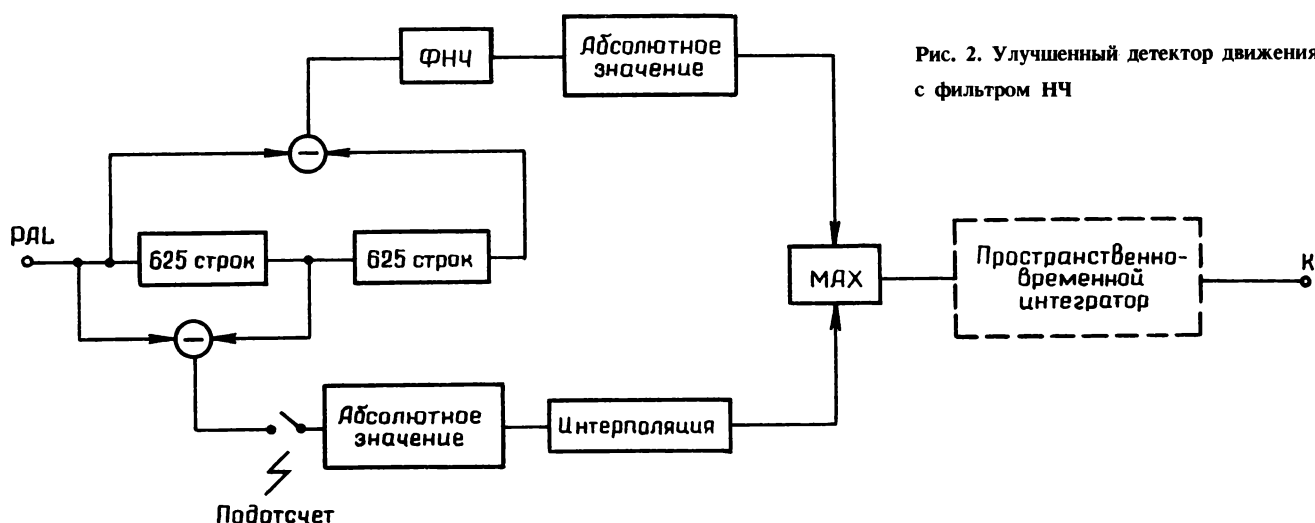 ФНЧ
Абсолютное
значение
Рис. 2. Улучшенный детектор движения
с фильтром НЧ
−
PAL
625 строк
625 строк
−
MAX
Пространственно-
временной
интегратор
К
Абсолютное
значение
Интерполяция
Подотсчет